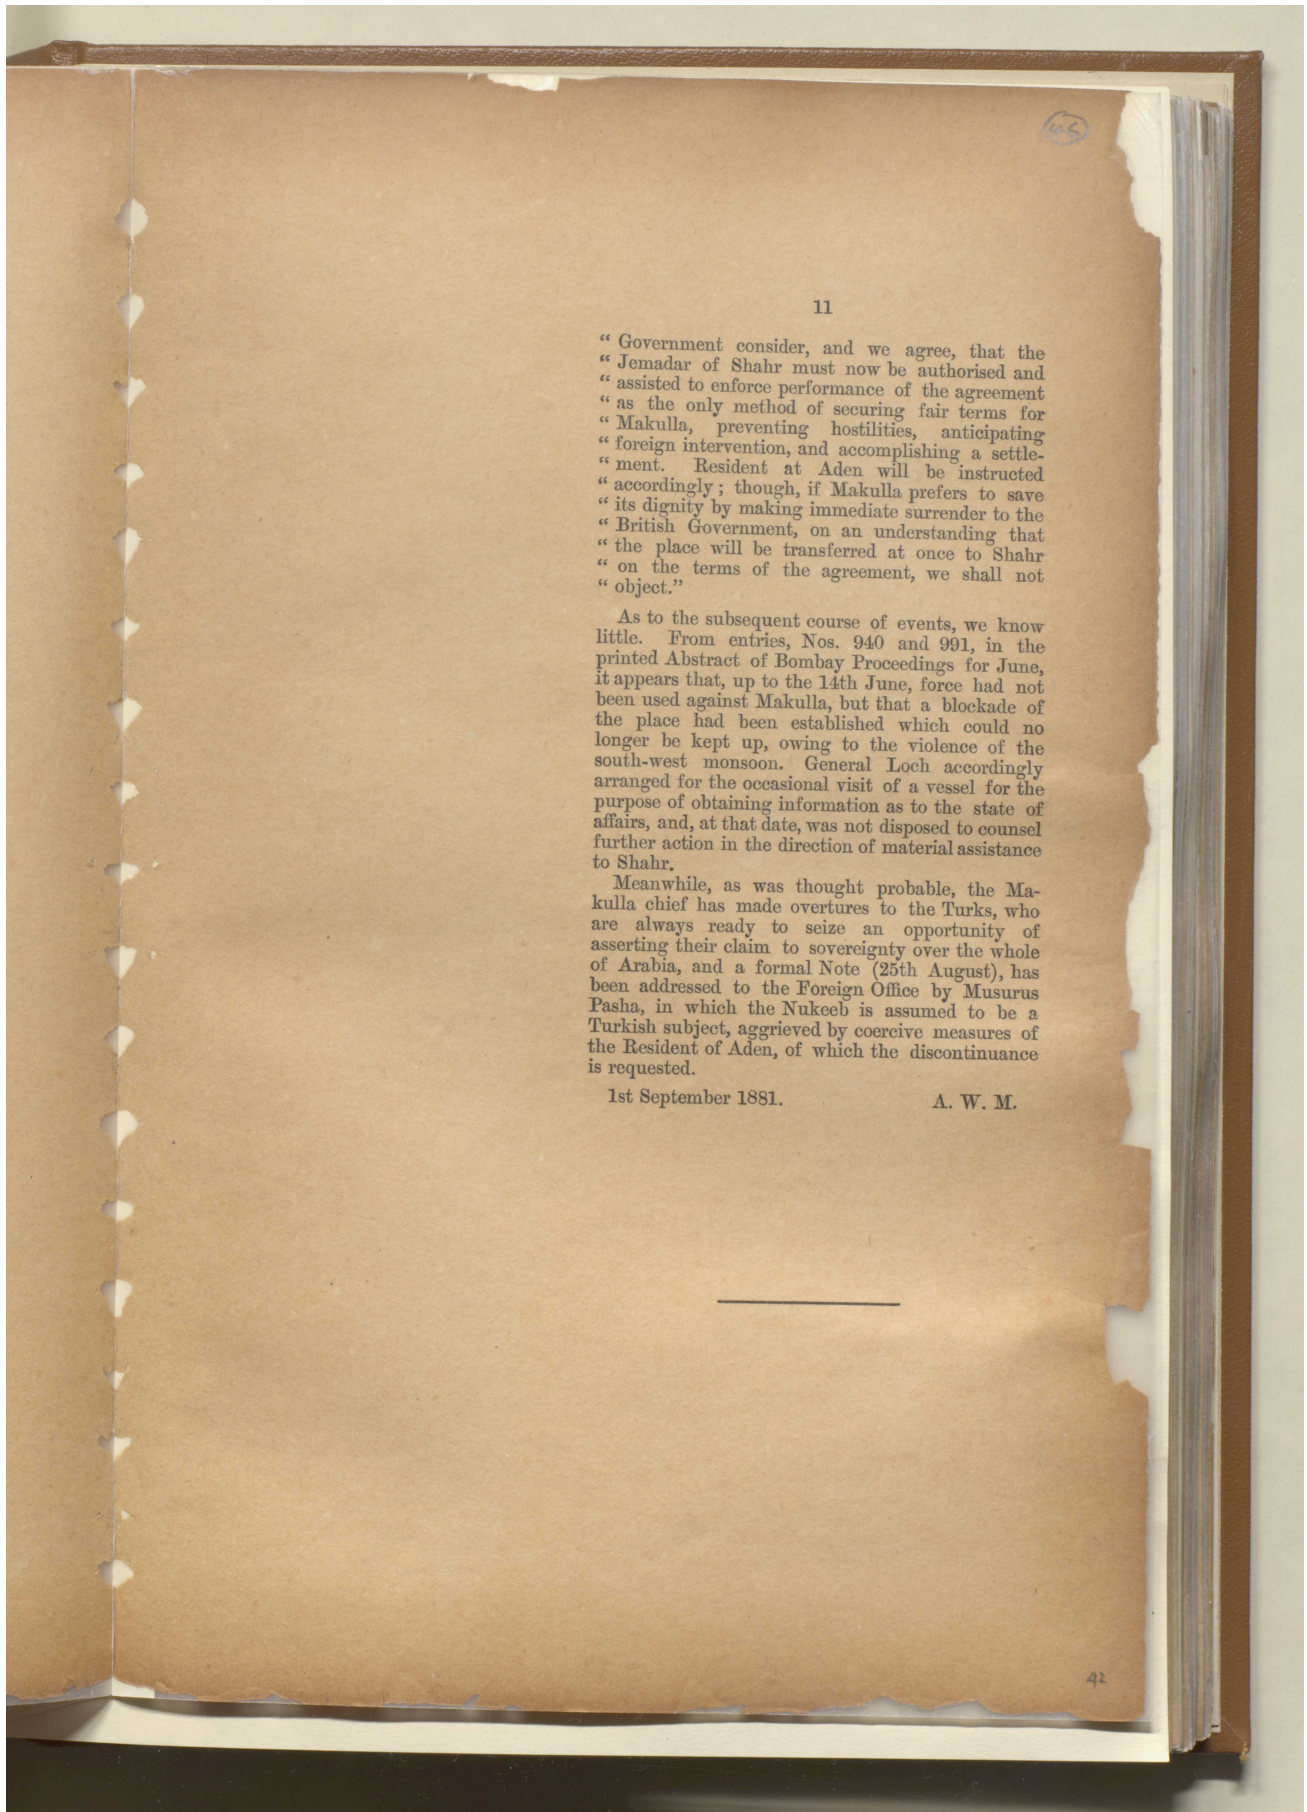 11
“ Government consider, and we agree, that the
“ Jemadar of Shahr must now be authorised and
“ assisted to enforce performance of the agreement
“ as the only method of securing fair terms for
“ Makulla, preventing hostilities, anticipating
“ foreign intervention, and accomplishing a settle-
“ ment. Resident at Aden will be instructed
“ accordingly; though, if Makulla prefers to save
“ its dignity by making immediate surrender to the
“ British Government, on an understanding that
“ the place will be transferred at once to Shahr
“ on the terms of the agreement, we shall not
“ object.”
As to the subsequent course of events, we know
little. From entries, Nos. 940 and 991, in the
printed Abstract of Bombay Proceedings for June,
it appears that, up to the 14th June, force had not
been used against Makulla, but that a blockade of
the place had been established which could no
longer be kept up, owing to the violence of the
south-west monsoon. General Loch accordingly
arranged for the occasional visit of a vessel for the
purpose of obtaining information as to the state of
affairs, and, at that date, was not disposed to counsel
further action in the direction of material assistance
to Shahr.
Meanwhile, as was thought probable, the Ma-
kulla chief has made overtures to the Turks, who
are always ready to seize an opportunity of
asserting their claim to sovereignty over the whole
of Arabia, and a formal Note (25th August), has
been addressed to the Foreign Office by Musurus
Pasha, in which the Nukeeb is assumed to be a
Turkish subject, aggrieved by coercive measures of
the Resident of Aden, of which the discontinuance
is requested.
1st September 1881. A. W. M.
42